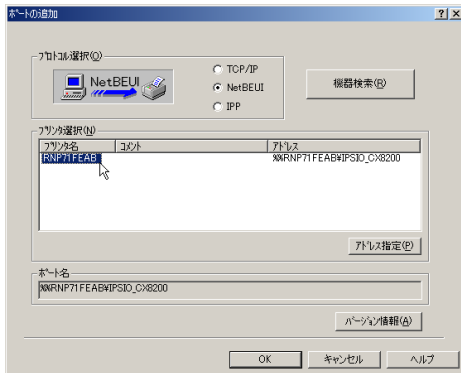 ポートの追加
プロトコル選択(O)
NetBEUI
TCP/IP
NetBEUI
IPP
機器検索(R)
プリンタ選択(N)
プリンタ名 コメント アドレス
RNP71FEAB %%RNP71FEAB¥IPSIO_CX8200
アドレス指定(P)
ポート名
%%RNP71FEAB¥IPSIO_CX8200
バージョン情報(A)
OK キャンセル ヘルプ